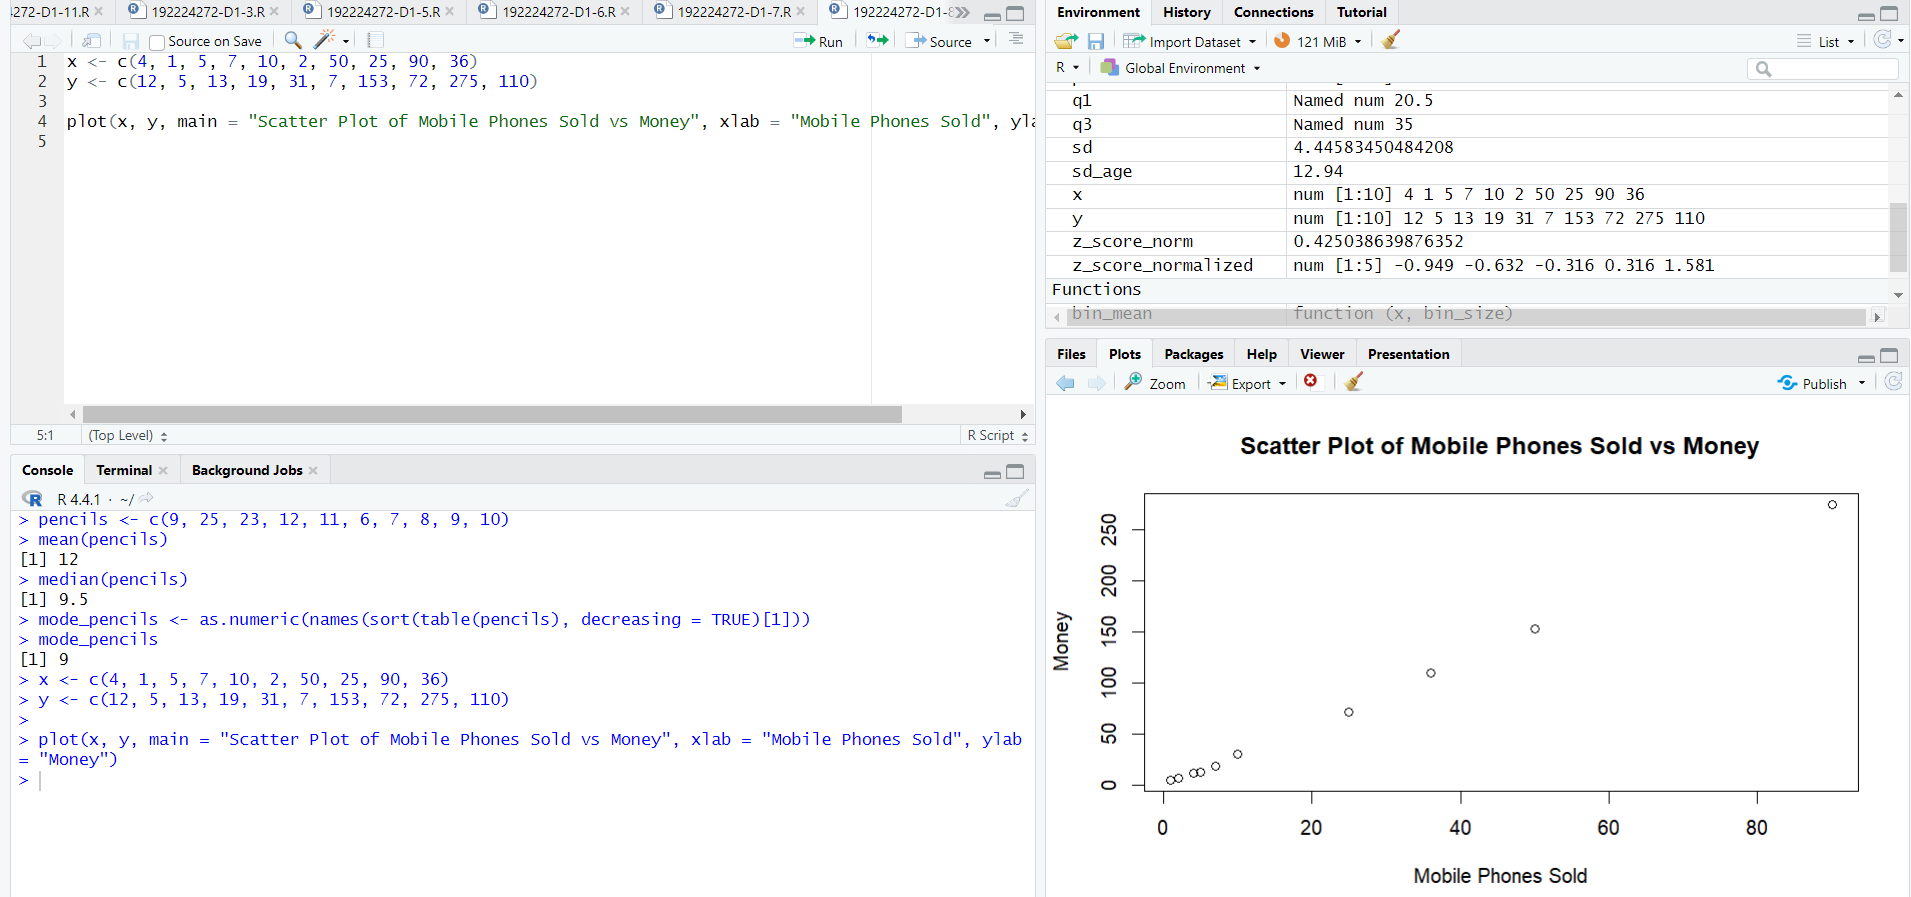 4272-D1-11.R 192224272-D1-3.R 192224272-D1-5.R 192224272-D1-6.R 192224272-D1-7.R 192224272-D1-8
Source on Save Run Source
1 x <- c(4, 1, 5, 7, 10, 2, 50, 25, 90, 36)
2 y <- c(12, 5, 13, 19, 31, 7, 153, 72, 275, 110)
3
4 plot(x, y, main = "Scatter Plot of Mobile Phones Sold vs Money", xlab = "Mobile Phones Sold", yla
5
5:1 (Top Level) R Script
Console Terminal Background Jobs
R 4.4.1 · ~/
> pencils <- c(9, 25, 23, 12, 11, 6, 7, 8, 9, 10)
> mean(pencils)
[1] 12
> median(pencils)
[1] 9.5
> mode_pencils <- as.numeric(names(sort(table(pencils), decreasing = TRUE)[1]))
> mode_pencils
[1] 9
> x <- c(4, 1, 5, 7, 10, 2, 50, 25, 90, 36)
> y <- c(12, 5, 13, 19, 31, 7, 153, 72, 275, 110)
>
> plot(x, y, main = "Scatter Plot of Mobile Phones Sold vs Money", xlab = "Mobile Phones Sold", ylab
= "Money")
>
Environment History Connections Tutorial
Import Dataset 121 MiB List
R Global Environment
q1 Named num 20.5
q3 Named num 35
sd 4.44583450484208
sd_age 12.94
x num [1:10] 4 1 5 7 10 2 50 25 90 36
y num [1:10] 12 5 13 19 31 7 153 72 275 110
z_score_norm 0.425038639876352
z_score_normalized num [1:5] -0.949 -0.632 -0.316 0.316 1.581
Functions
bin_mean function (x, bin_size)
Files Plots Packages Help Viewer Presentation
Zoom Export Publish
Scatter Plot of Mobile Phones Sold vs Money
Money
250
200
150
100
50
0
0 20 40 60 80
Mobile Phones Sold